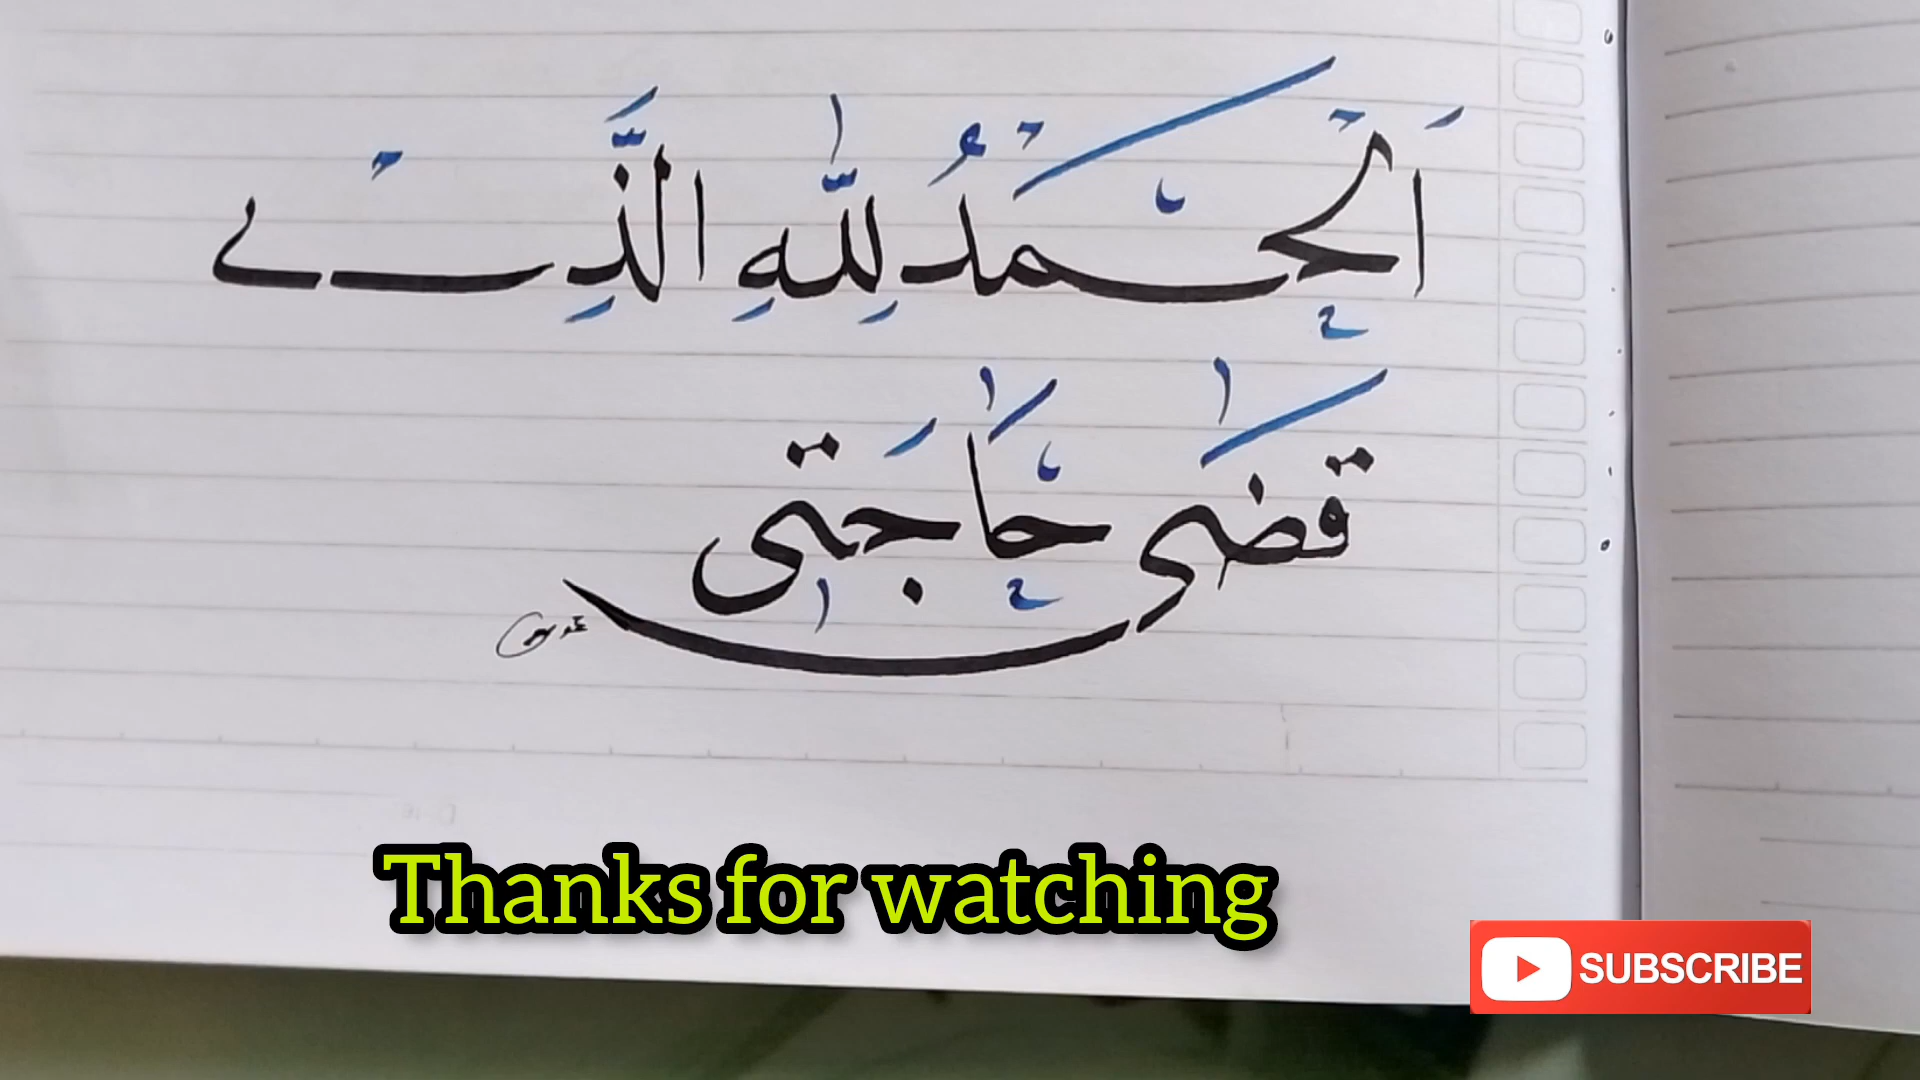 اَلْحَمْدُ لِلّٰهِ الَّذِیْ
قَضٰی حَاجَتِی
Thanks for watching
SUBSCRIBE